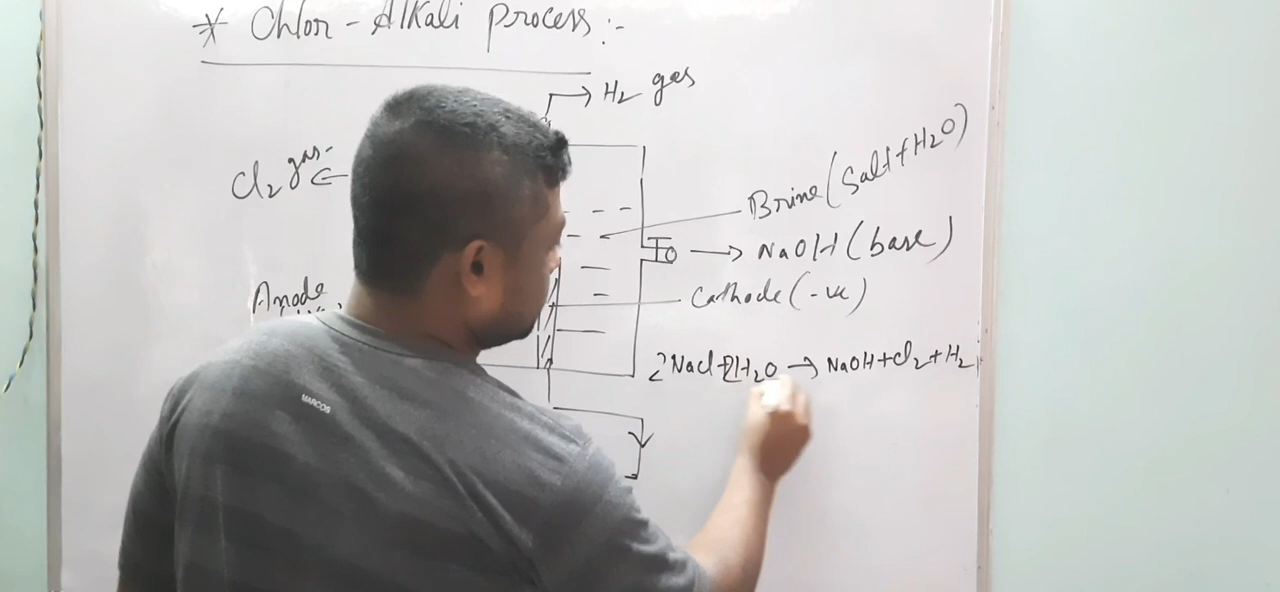 * Chlor-Alkali process:-
H2 gas
Cl2 gas
Brine (Salt+H2O)
NaOH (base)
Anode
Cathode (-ve)
2NaCl+2H2O → NaOH+Cl2+H2
MARCOS